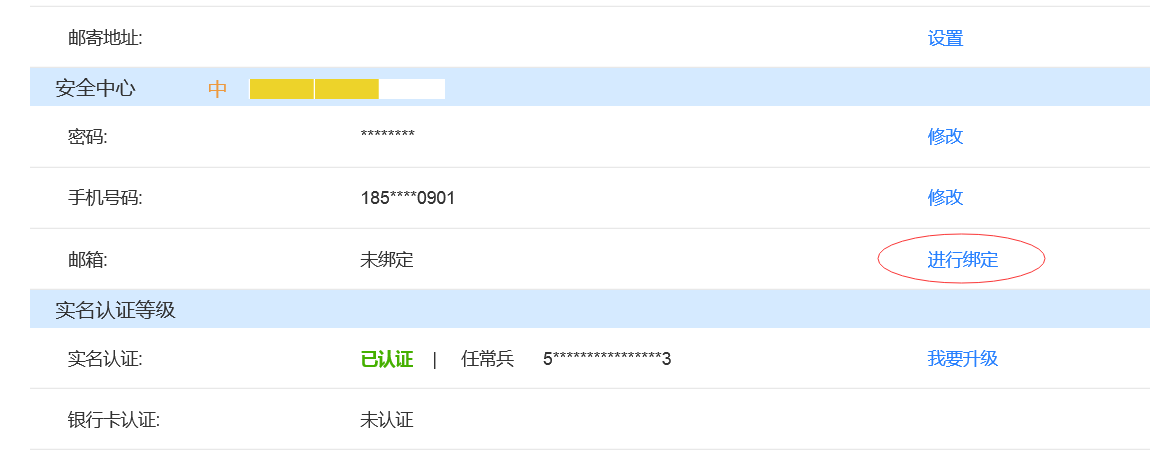 邮寄地址: 设置
安全中心 中
密码: ******** 修改
手机号码: 185****0901 修改
邮箱: 未绑定 进行绑定
实名认证等级
实名认证: 已认证 | 任常兵 5****************3 我要升级
银行卡认证: 未认证